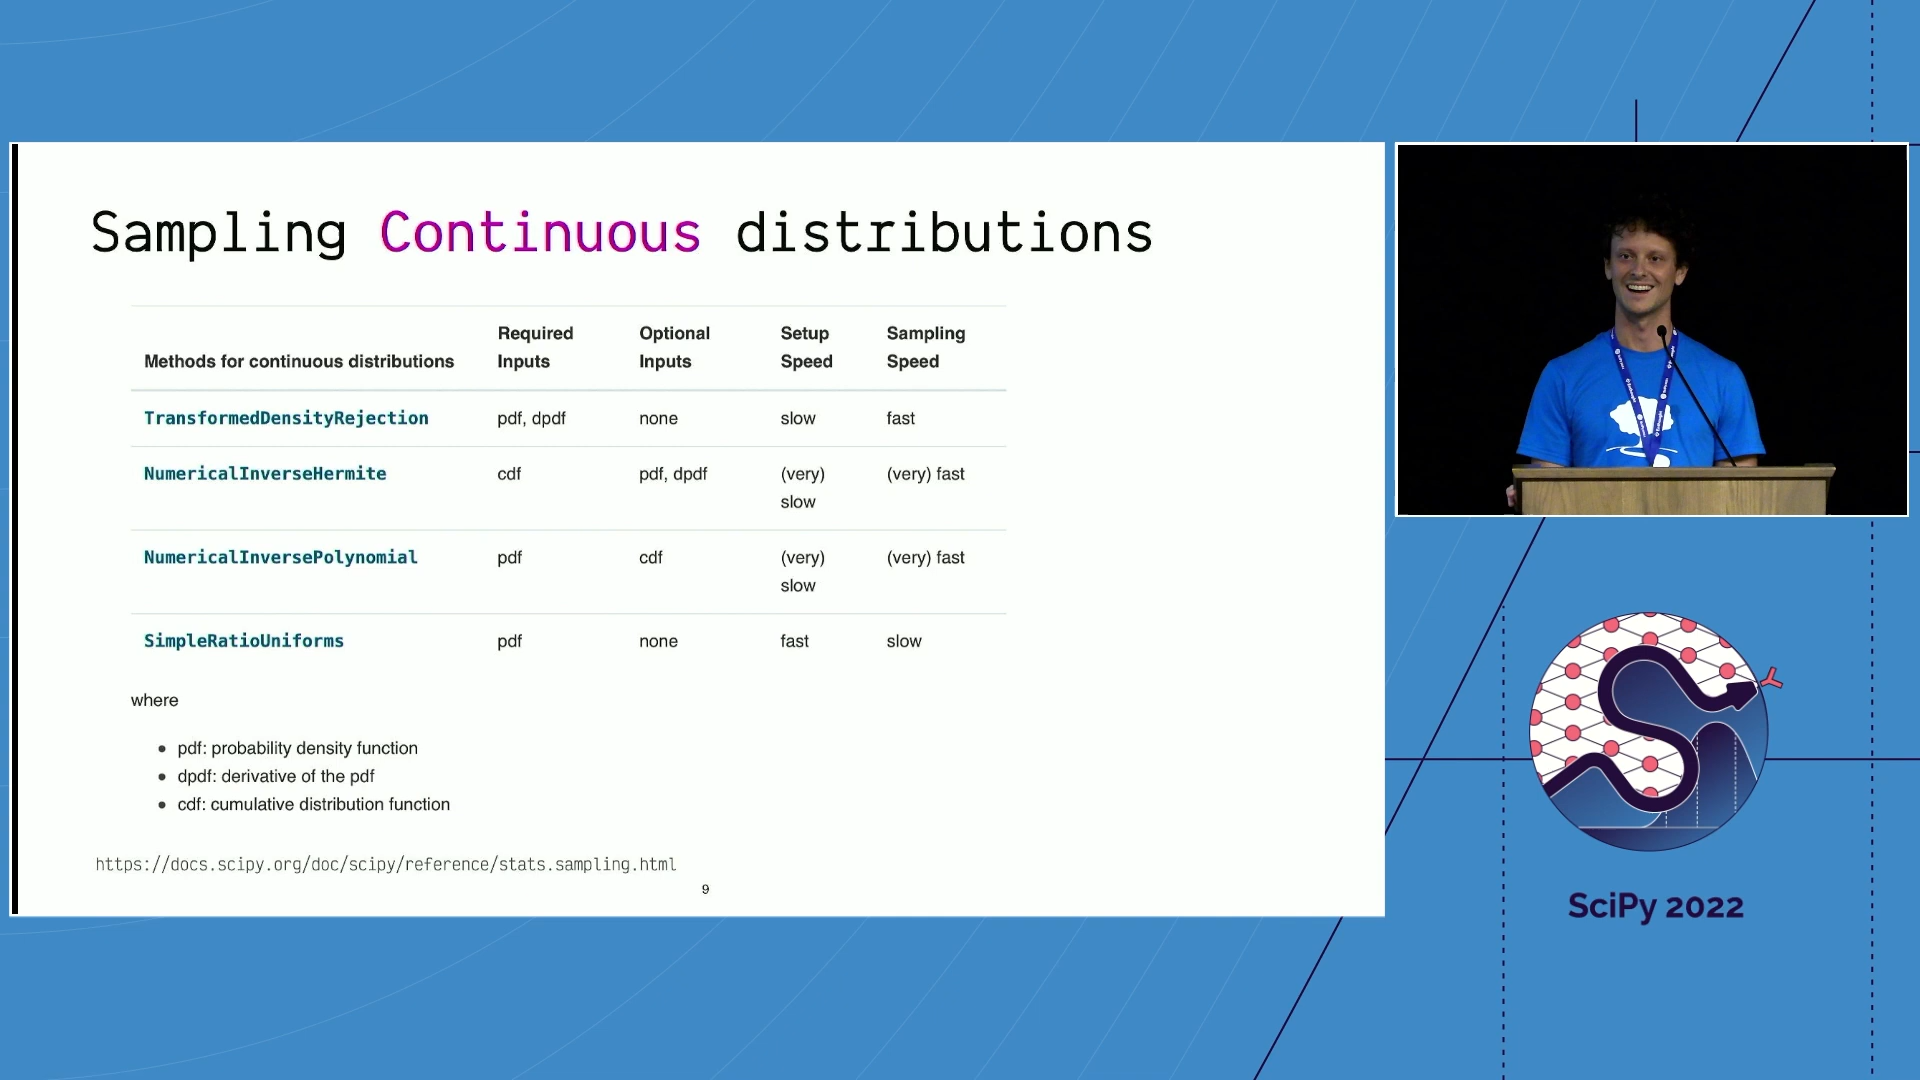 Sampling Continuous distributions
Methods for continuous distributions Required Inputs Optional Inputs Setup Speed Sampling Speed
TransformedDensityRejection pdf, dpdf none slow fast
NumericalInverseHermite cdf pdf, dpdf (very) slow (very) fast
NumericalInversePolynomial pdf cdf (very) slow (very) fast
SimpleRatioUniforms pdf none fast slow
where
• pdf: probability density function
• dpdf: derivative of the pdf
• cdf: cumulative distribution function
https://docs.scipy.org/doc/scipy/reference/stats.sampling.html
9
SciPy 2022